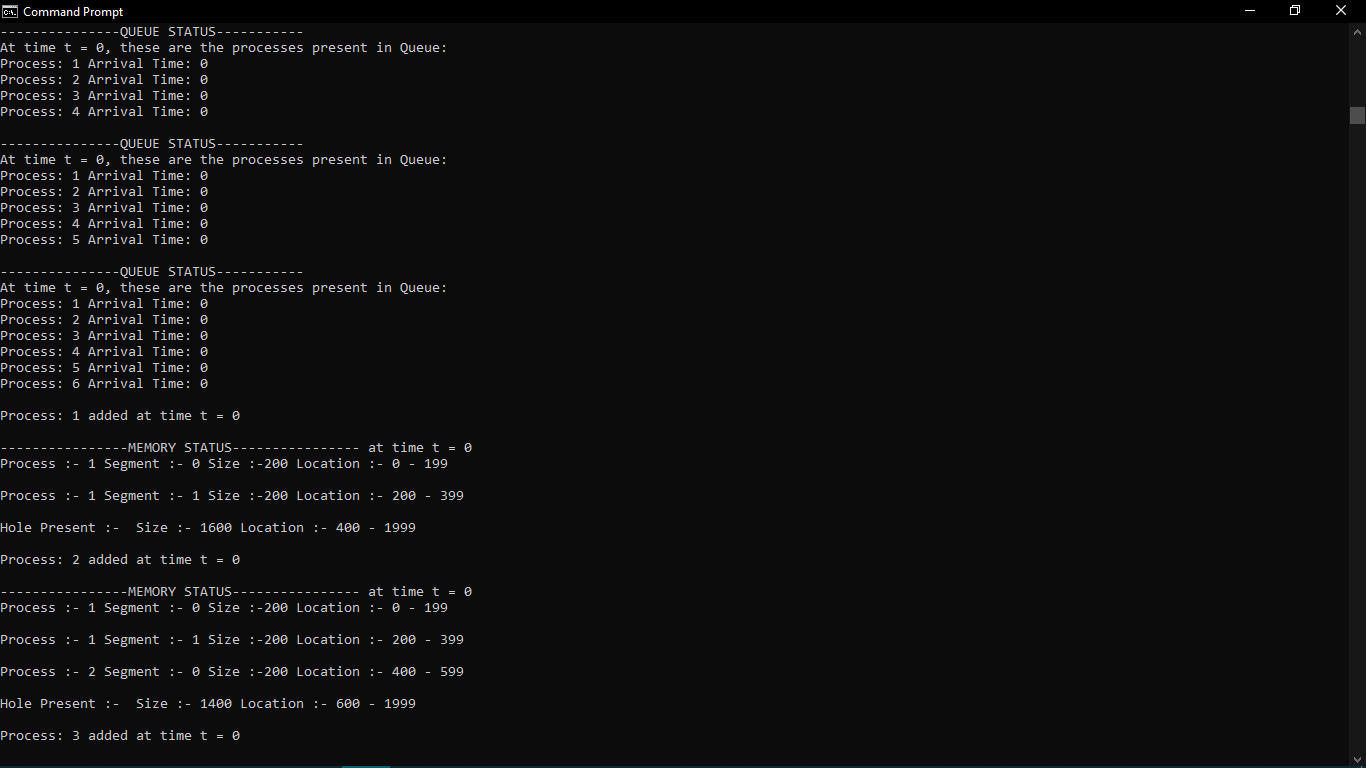 Command Prompt
---------------QUEUE STATUS-----------
At time t = 0, these are the processes present in Queue:
Process: 1 Arrival Time: 0
Process: 2 Arrival Time: 0
Process: 3 Arrival Time: 0
Process: 4 Arrival Time: 0
---------------QUEUE STATUS-----------
At time t = 0, these are the processes present in Queue:
Process: 1 Arrival Time: 0
Process: 2 Arrival Time: 0
Process: 3 Arrival Time: 0
Process: 4 Arrival Time: 0
Process: 5 Arrival Time: 0
---------------QUEUE STATUS-----------
At time t = 0, these are the processes present in Queue:
Process: 1 Arrival Time: 0
Process: 2 Arrival Time: 0
Process: 3 Arrival Time: 0
Process: 4 Arrival Time: 0
Process: 5 Arrival Time: 0
Process: 6 Arrival Time: 0
Process: 1 added at time t = 0
----------------MEMORY STATUS---------------- at time t = 0
Process :- 1 Segment :- 0 Size :-200 Location :- 0 - 199
Process :- 1 Segment :- 1 Size :-200 Location :- 200 - 399
Hole Present :-  Size :- 1600 Location :- 400 - 1999
Process: 2 added at time t = 0
----------------MEMORY STATUS---------------- at time t = 0
Process :- 1 Segment :- 0 Size :-200 Location :- 0 - 199
Process :- 1 Segment :- 1 Size :-200 Location :- 200 - 399
Process :- 2 Segment :- 0 Size :-200 Location :- 400 - 599
Hole Present :-  Size :- 1400 Location :- 600 - 1999
Process: 3 added at time t = 0